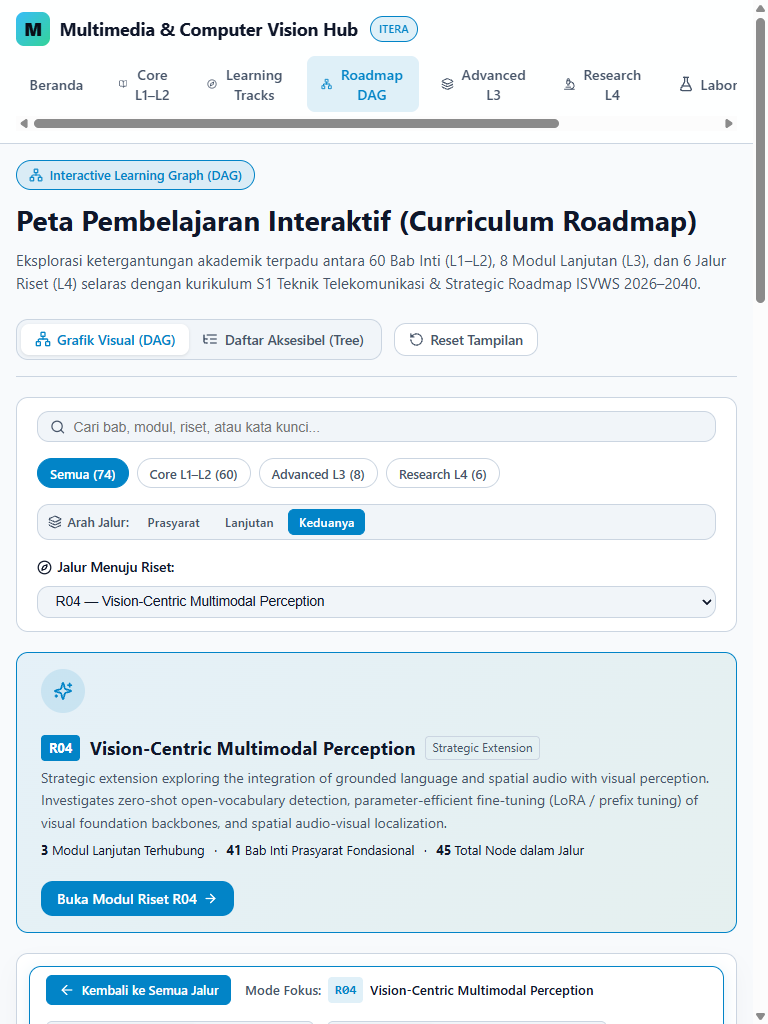 M Multimedia & Computer Vision Hub ITERA
Beranda
Core L1–L2
Learning Tracks
Roadmap DAG
Advanced L3
Research L4
Labor
Interactive Learning Graph (DAG)
Peta Pembelajaran Interaktif (Curriculum Roadmap)
Eksplorasi ketergantungan akademik terpadu antara 60 Bab Inti (L1–L2), 8 Modul Lanjutan (L3), dan 6 Jalur
Riset (L4) selaras dengan kurikulum S1 Teknik Telekomunikasi & Strategic Roadmap ISVWS 2026–2040.
Grafik Visual (DAG) Daftar Aksesibel (Tree) Reset Tampilan
Cari bab, modul, riset, atau kata kunci...
Semua (74) Core L1–L2 (60) Advanced L3 (8) Research L4 (6)
Arah Jalur: Prasyarat Lanjutan Keduanya
Jalur Menuju Riset:
R04 — Vision-Centric Multimodal Perception
R04 Vision-Centric Multimodal Perception Strategic Extension
Strategic extension exploring the integration of grounded language and spatial audio with visual perception.
Investigates zero-shot open-vocabulary detection, parameter-efficient fine-tuning (LoRA / prefix tuning) of
visual foundation backbones, and spatial audio-visual localization.
3 Modul Lanjutan Terhubung · 41 Bab Inti Prasyarat Fondasional · 45 Total Node dalam Jalur
Buka Modul Riset R04 →
← Kembali ke Semua Jalur Mode Fokus: R04 Vision-Centric Multimodal Perception